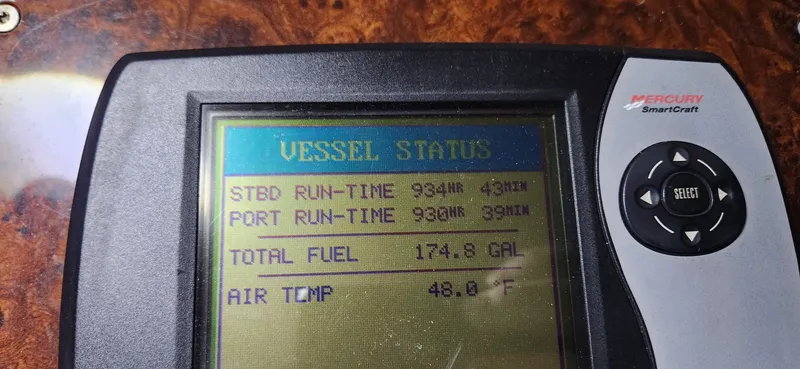 MERCURY
SmartCraft
VESSEL STATUS
STBD RUN-TIME 934HR 43MIN
PORT RUN-TIME 930HR 39MIN
TOTAL FUEL 174.8 GAL
AIR TEMP 48.0 °F
SELECT